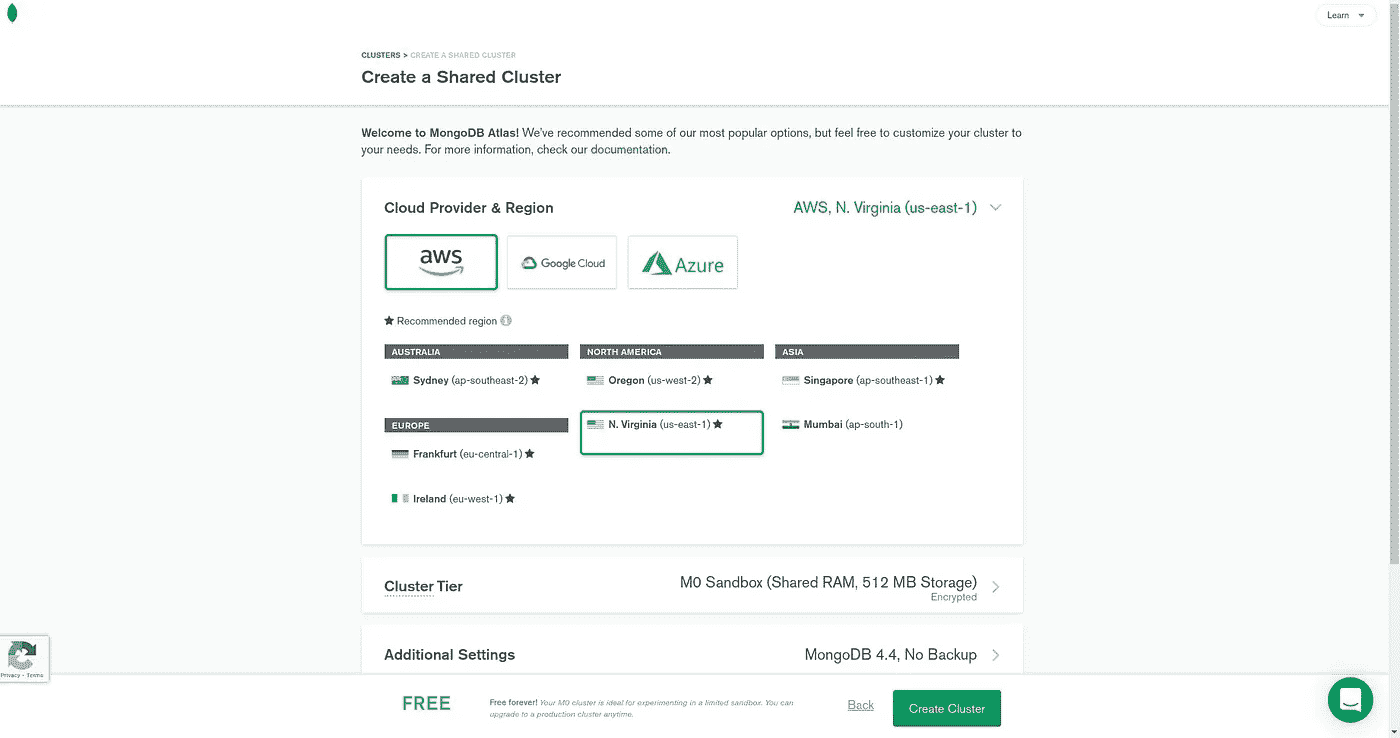 Learn
CLUSTERS > CREATE A SHARED CLUSTER
Create a Shared Cluster
Welcome to MongoDB Atlas! We've recommended some of our most popular options, but feel free to customize your cluster to
your needs. For more information, check our documentation.
Cloud Provider & Region
AWS, N. Virginia (us-east-1)
aws
Google Cloud
Azure
★ Recommended region
AUSTRALIA
Sydney (ap-southeast-2) ★
EUROPE
Frankfurt (eu-central-1) ★
Ireland (eu-west-1) ★
NORTH AMERICA
Oregon (us-west-2) ★
N. Virginia (us-east-1) ★
ASIA
Singapore (ap-southeast-1) ★
Mumbai (ap-south-1)
Cluster Tier
M0 Sandbox (Shared RAM, 512 MB Storage)
Encrypted
Additional Settings
MongoDB 4.4, No Backup
Privacy - Terms
FREE
Free forever! Your M0 cluster is ideal for experimenting in a limited sandbox. You can
upgrade to a production cluster anytime.
Back
Create Cluster